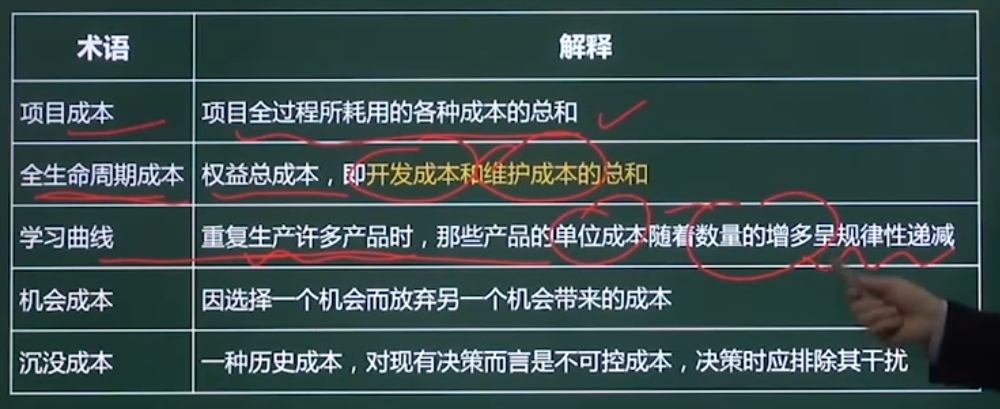 术语 解释
项目成本 项目全过程所耗用的各种成本的总和
全生命周期成本 权益总成本，即开发成本和维护成本的总和
学习曲线 重复生产许多产品时，那些产品的单位成本随着数量的增多呈规律性递减
机会成本 因选择一个机会而放弃另一个机会带来的成本
沉没成本 一种历史成本，对现有决策而言是不可控成本，决策时应排除其干扰